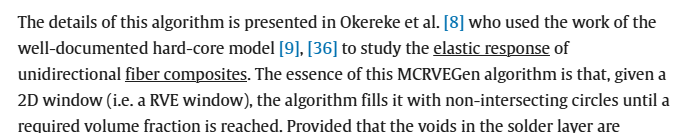 The details of this algorithm is presented in Okereke et al. [8] who used the work of the
well-documented hard-core model [9], [36] to study the elastic response of
unidirectional fiber composites. The essence of this MCRVEGen algorithm is that, given a
2D window (i.e. a RVE window), the algorithm fills it with non-intersecting circles until a
required volume fraction is reached. Provided that the voids in the solder layer are